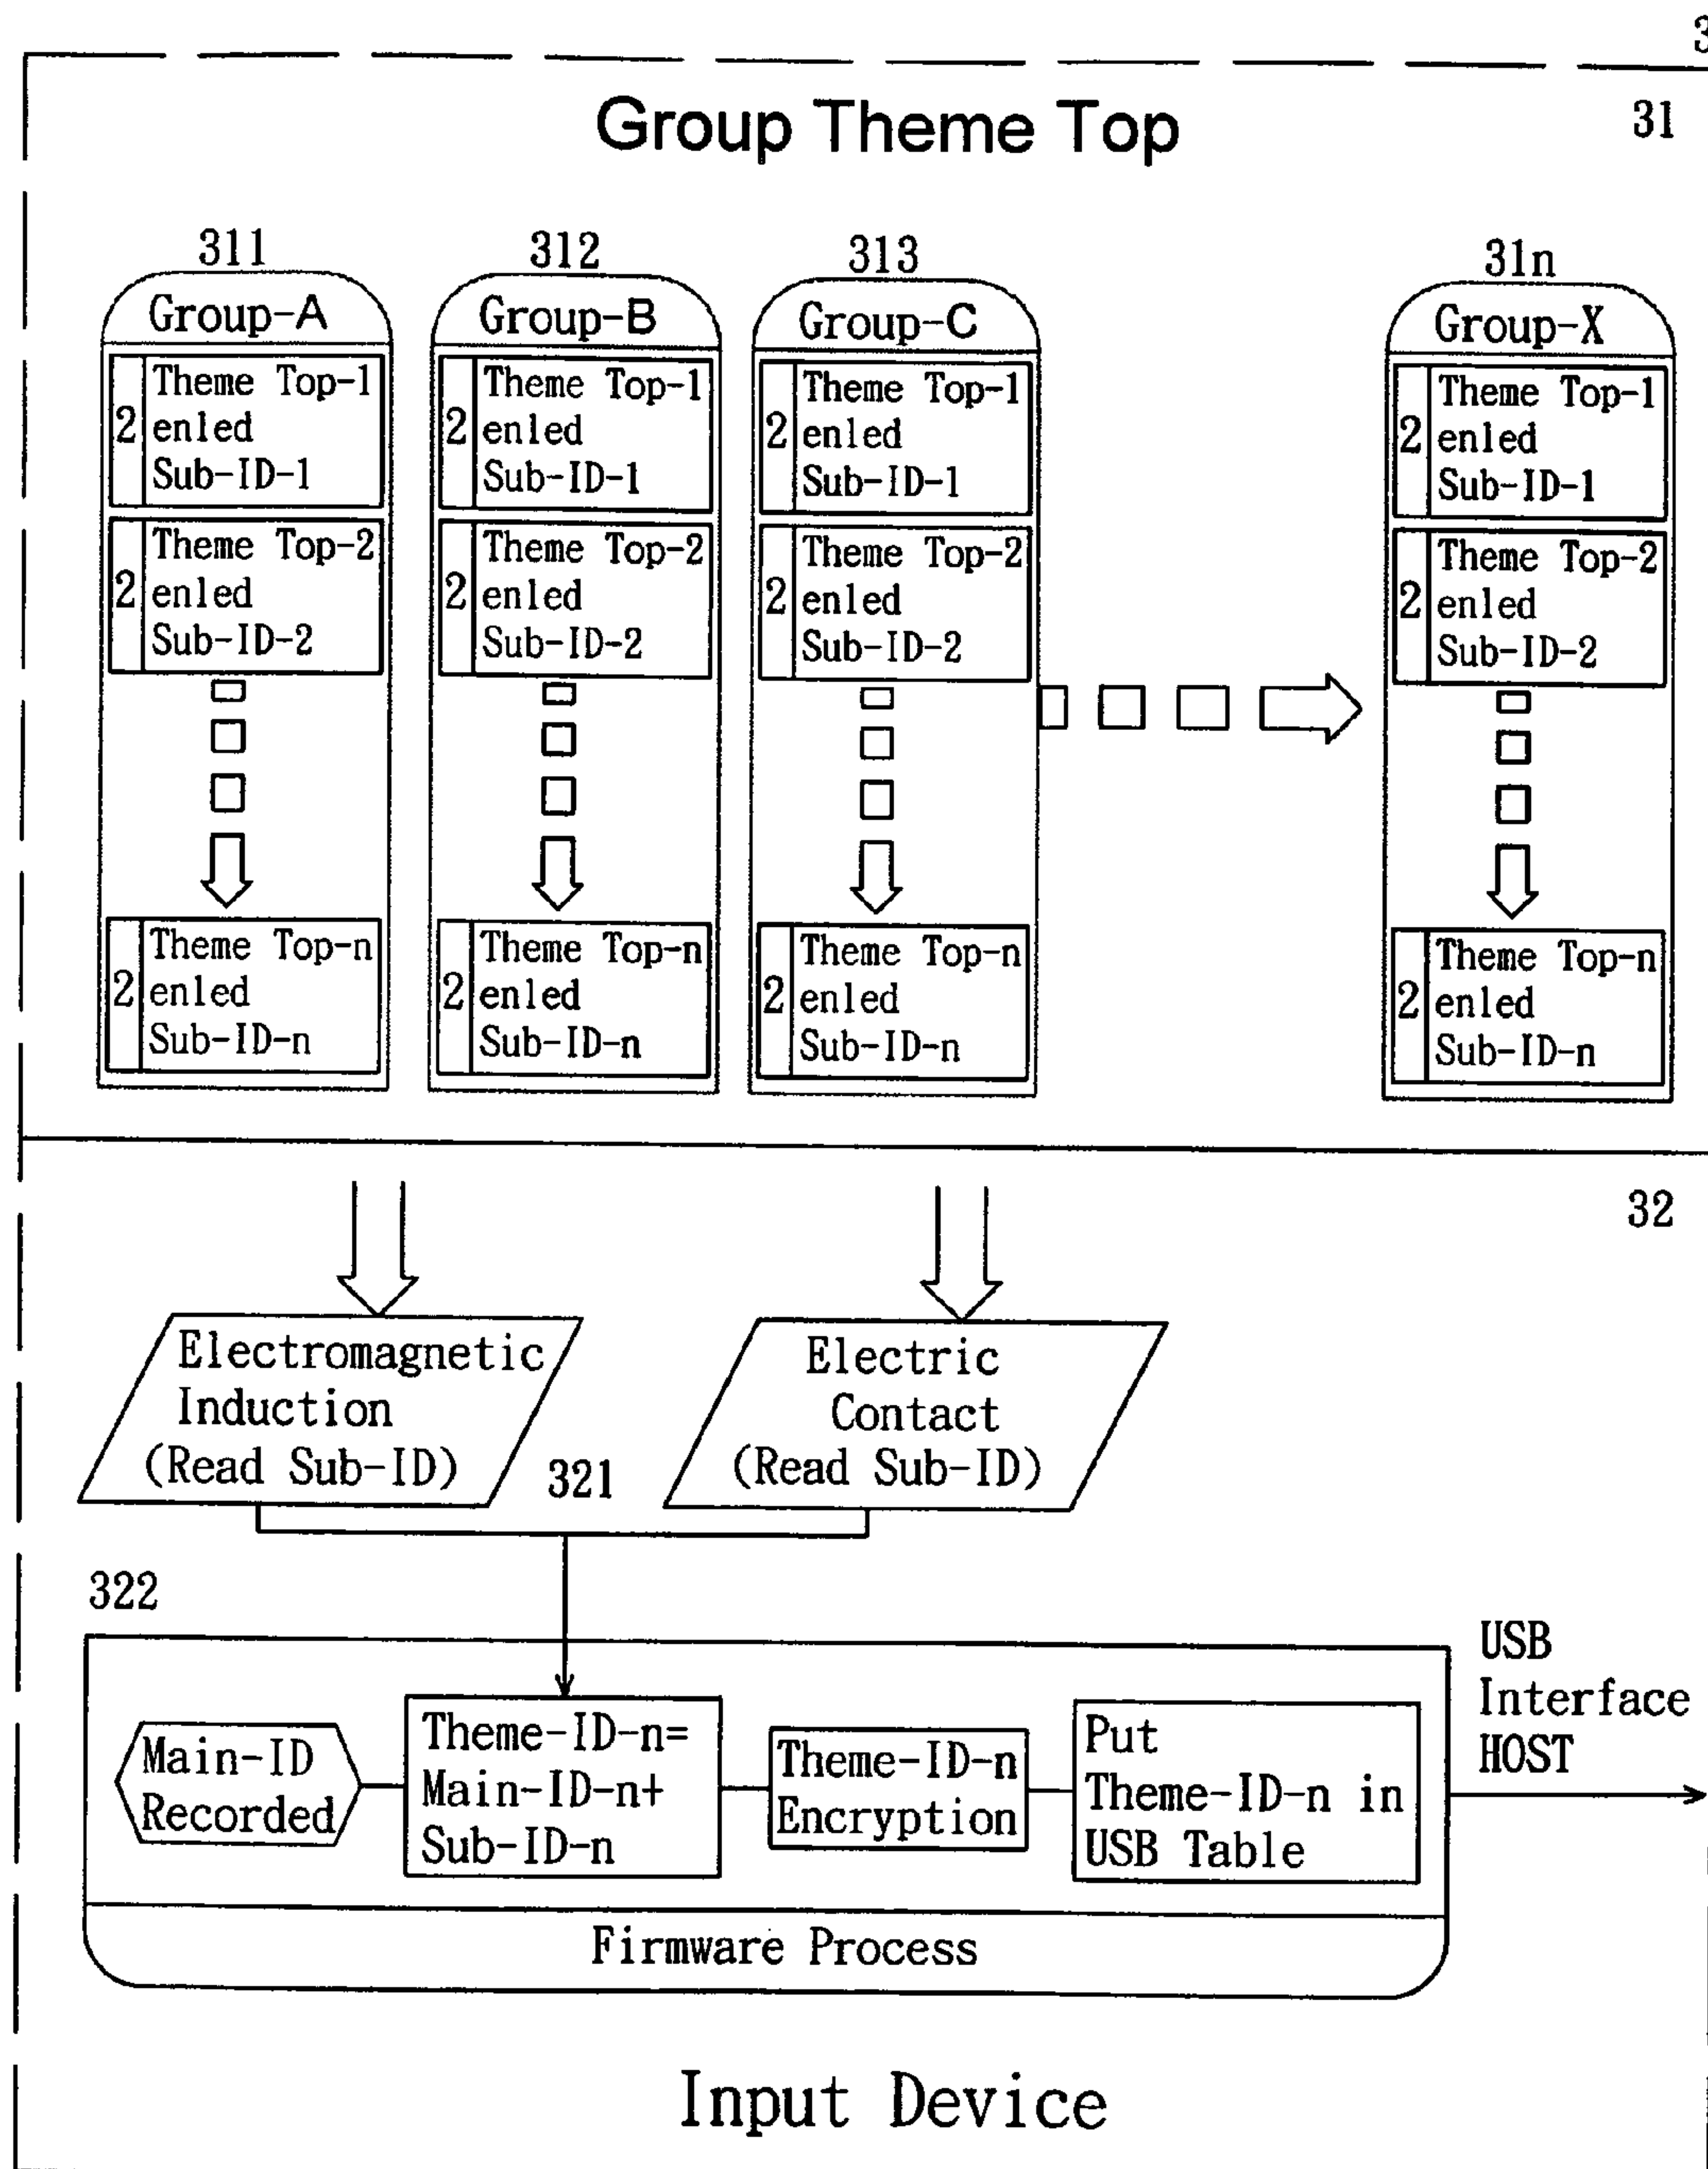 3
Group Theme Top
31
311
Group-A
2
Theme Top-1
enled
Sub-ID-1
2
Theme Top-2
enled
Sub-ID-2
2
Theme Top-n
enled
Sub-ID-n
312
Group-B
2
Theme Top-1
enled
Sub-ID-1
2
Theme Top-2
enled
Sub-ID-2
2
Theme Top-n
enled
Sub-ID-n
313
Group-C
2
Theme Top-1
enled
Sub-ID-1
2
Theme Top-2
enled
Sub-ID-2
2
Theme Top-n
enled
Sub-ID-n
31n
Group-X
2
Theme Top-1
enled
Sub-ID-1
2
Theme Top-2
enled
Sub-ID-2
2
Theme Top-n
enled
Sub-ID-n
32
Electromagnetic
Induction
(Read Sub-ID)
321
Electric
Contact
(Read Sub-ID)
322
Main-ID
Recorded
Theme-ID-n=
Main-ID-n+
Sub-ID-n
Theme-ID-n
Encryption
Put
Theme-ID-n in
USB Table
USB
Interface
HOST
Firmware Process
Input Device